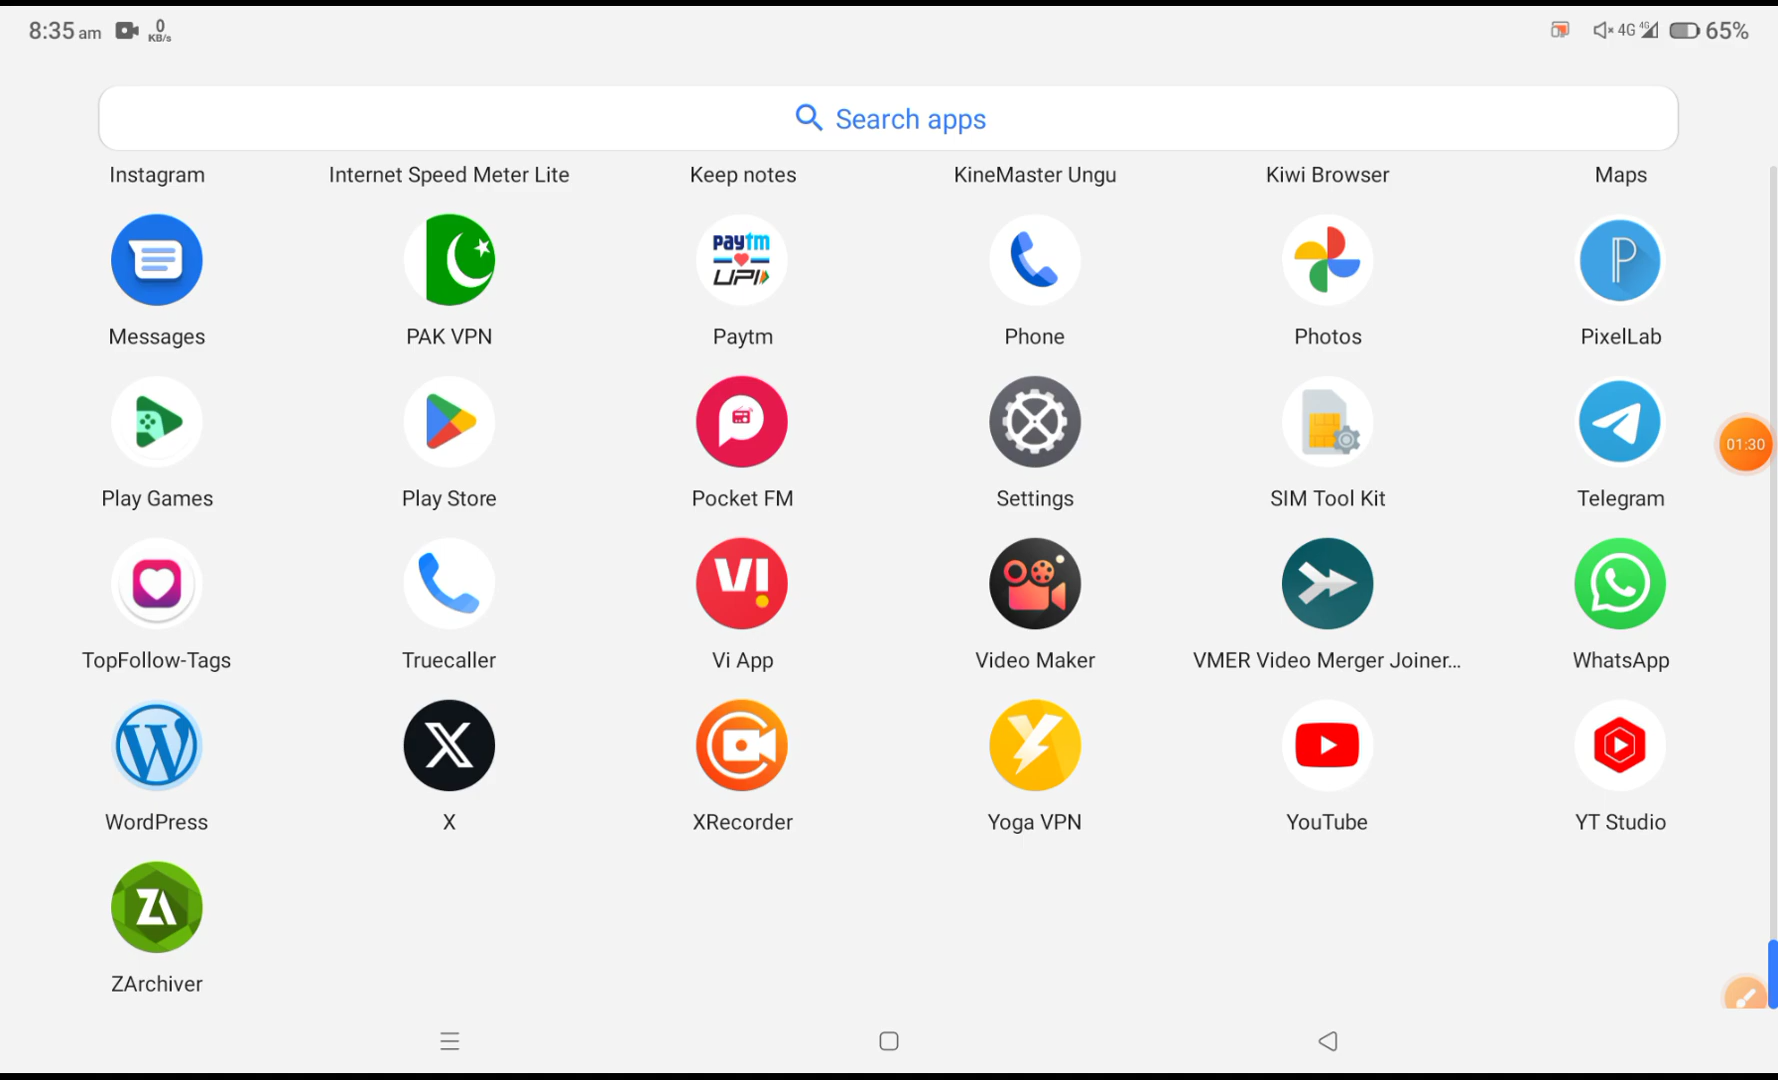 8:35 am 0 KB/s 4G 4G 65%
Search apps
Instagram Internet Speed Meter Lite Keep notes KineMaster Ungu Kiwi Browser Maps
paytm UPI P
Messages PAK VPN Paytm Phone Photos PixelLab
01:30
Play Games Play Store Pocket FM Settings SIM Tool Kit Telegram
VI
TopFollow-Tags Truecaller Vi App Video Maker VMER Video Merger Joiner... WhatsApp
W X Y
WordPress X XRecorder Yoga VPN YouTube YT Studio
ZA
ZArchiver